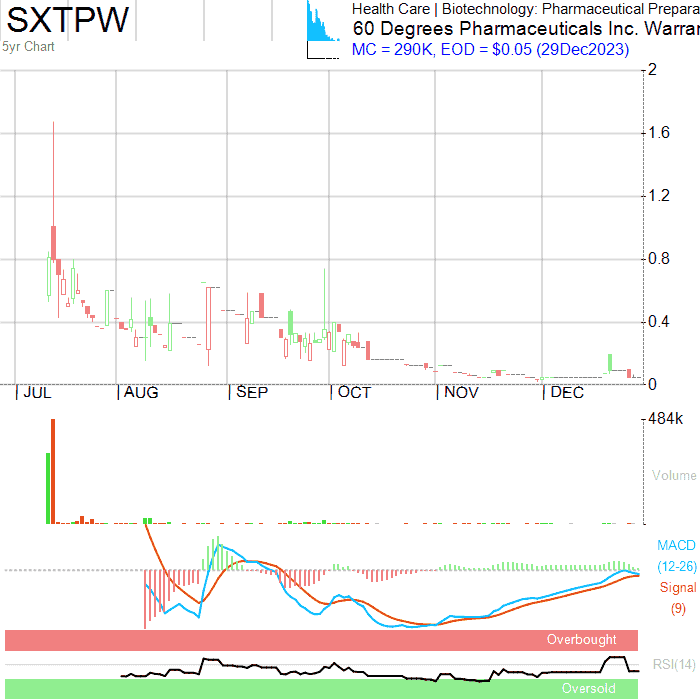 SXTPW
5yr Chart
Health Care | Biotechnology: Pharmaceutical Prepara
60 Degrees Pharmaceuticals Inc. Warrar
MC = 290K, EOD = $0.05 (29Dec2023)
2
1.6
1.2
0.8
0.4
0
JUL AUG SEP OCT NOV DEC
484k
Volume
MACD
(12-26)
Signal
(9)
Overbought
RSI(14)
Oversold